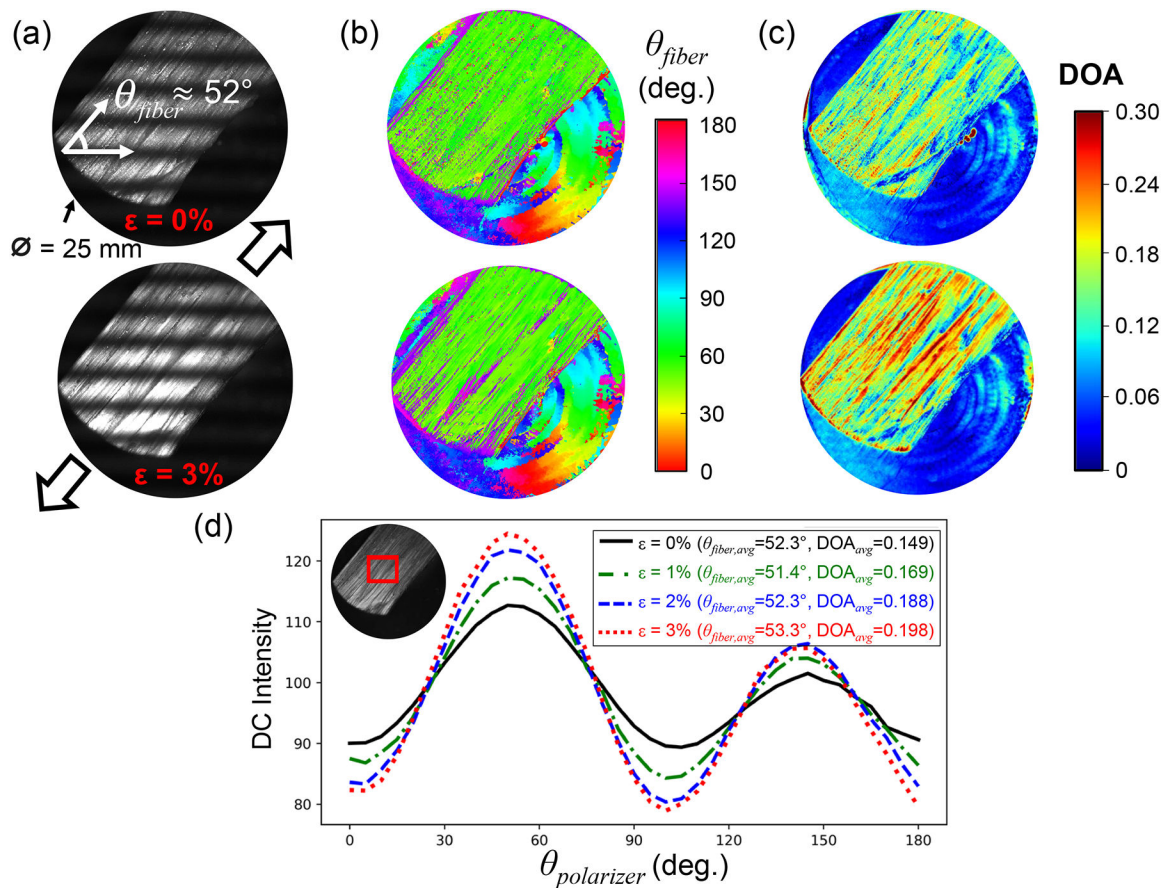 (a)
θfiber ≈ 52°
ε = 0%
Ø = 25 mm
ε = 3%
(b)
θfiber
(deg.)
180
150
120
90
60
30
0
(c)
DOA
0.30
0.24
0.18
0.12
0.06
0
(d)
ε = 0% (θfiber,avg=52.3°, DOAavg=0.149)
ε = 1% (θfiber,avg=51.4°, DOAavg=0.169)
ε = 2% (θfiber,avg=52.3°, DOAavg=0.188)
ε = 3% (θfiber,avg=53.3°, DOAavg=0.198)
DC Intensity
120
110
100
90
80
0 30 60 90 120 150 180
θpolarizer (deg.)